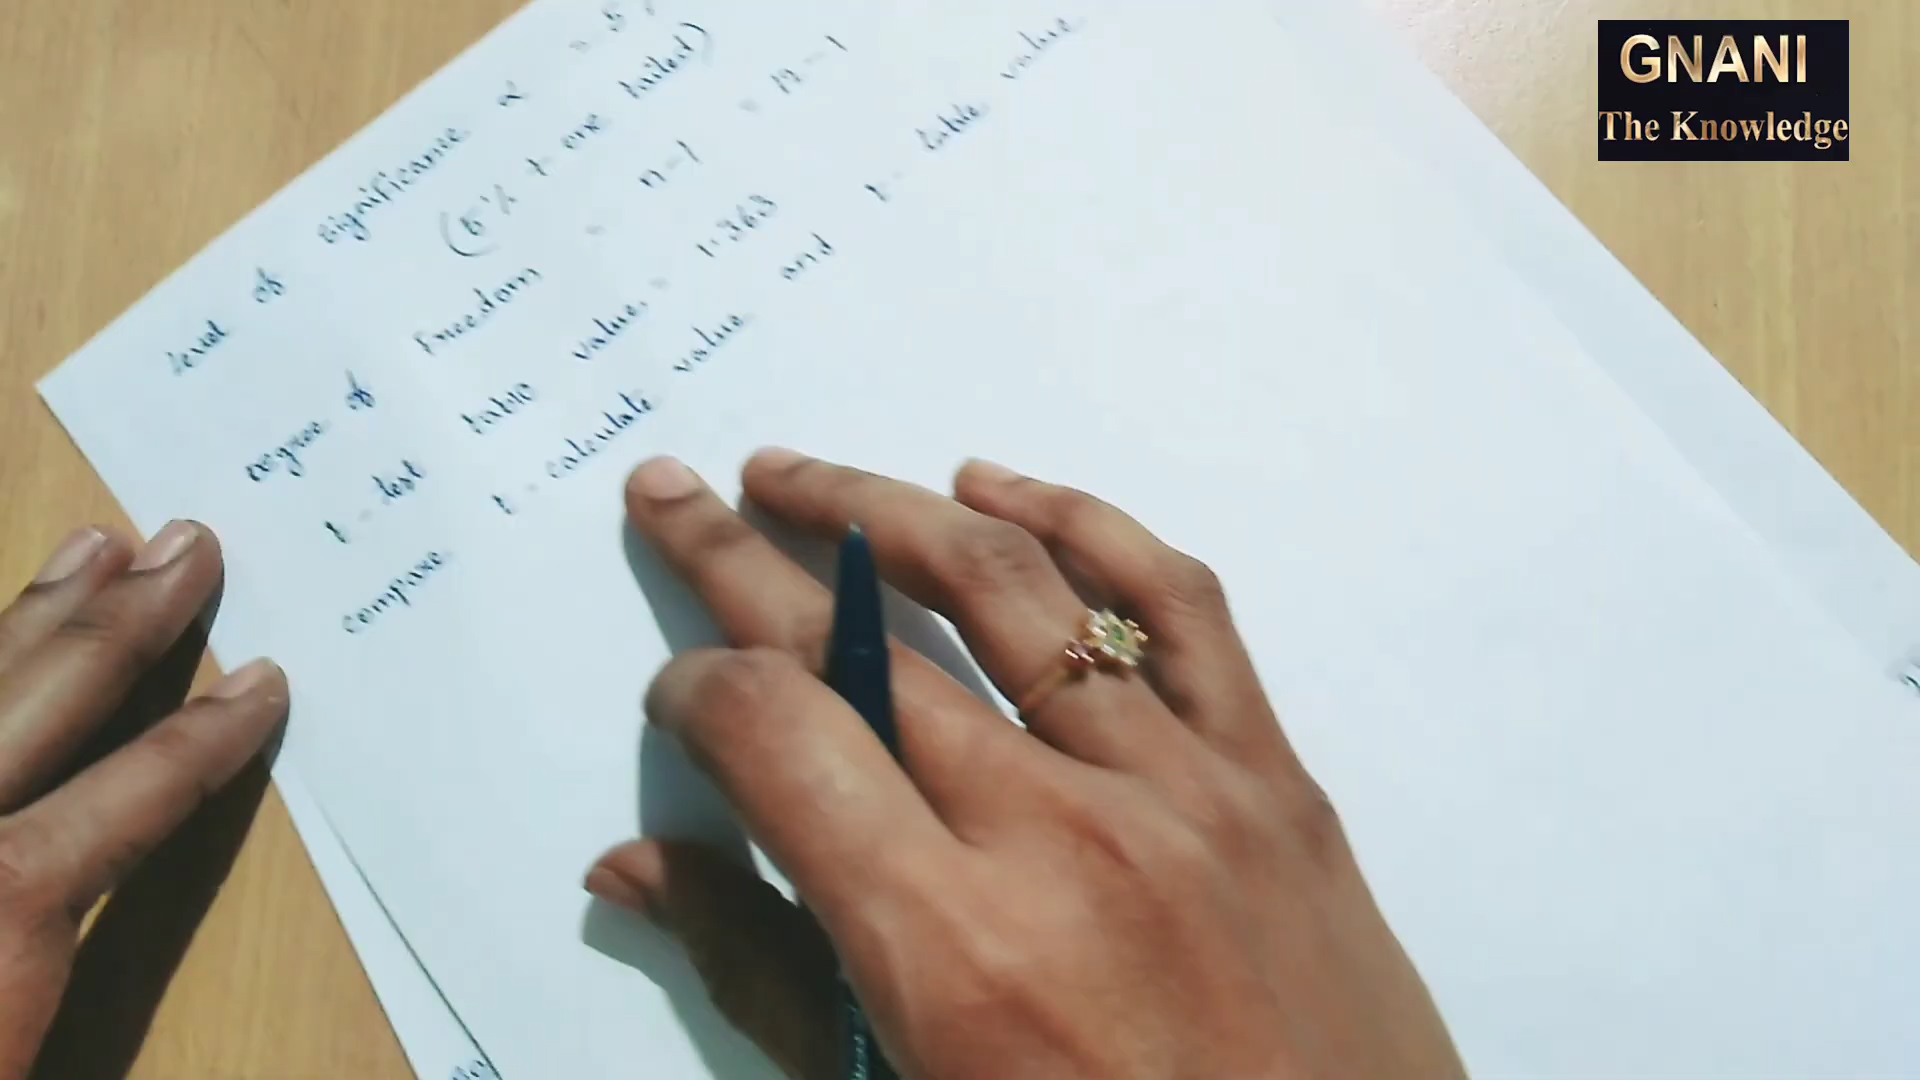 GNANI
The Knowledge
level of significance α = 5%
(5% + one tailed)
Degree of Freedom = n-1 = 12-1
t - test table value = 1.363
compare t - calculate value and t - table value